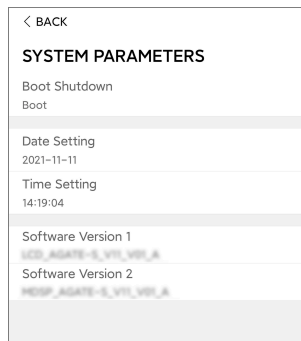 < BACK
SYSTEM PARAMETERS
Boot Shutdown
Boot
Date Setting
2021-11-11
Time Setting
14:19:04
Software Version 1
LCD_AGATE-S_V11_V01_A
Software Version 2
MDSP_AGATE-S_V11_V01_A